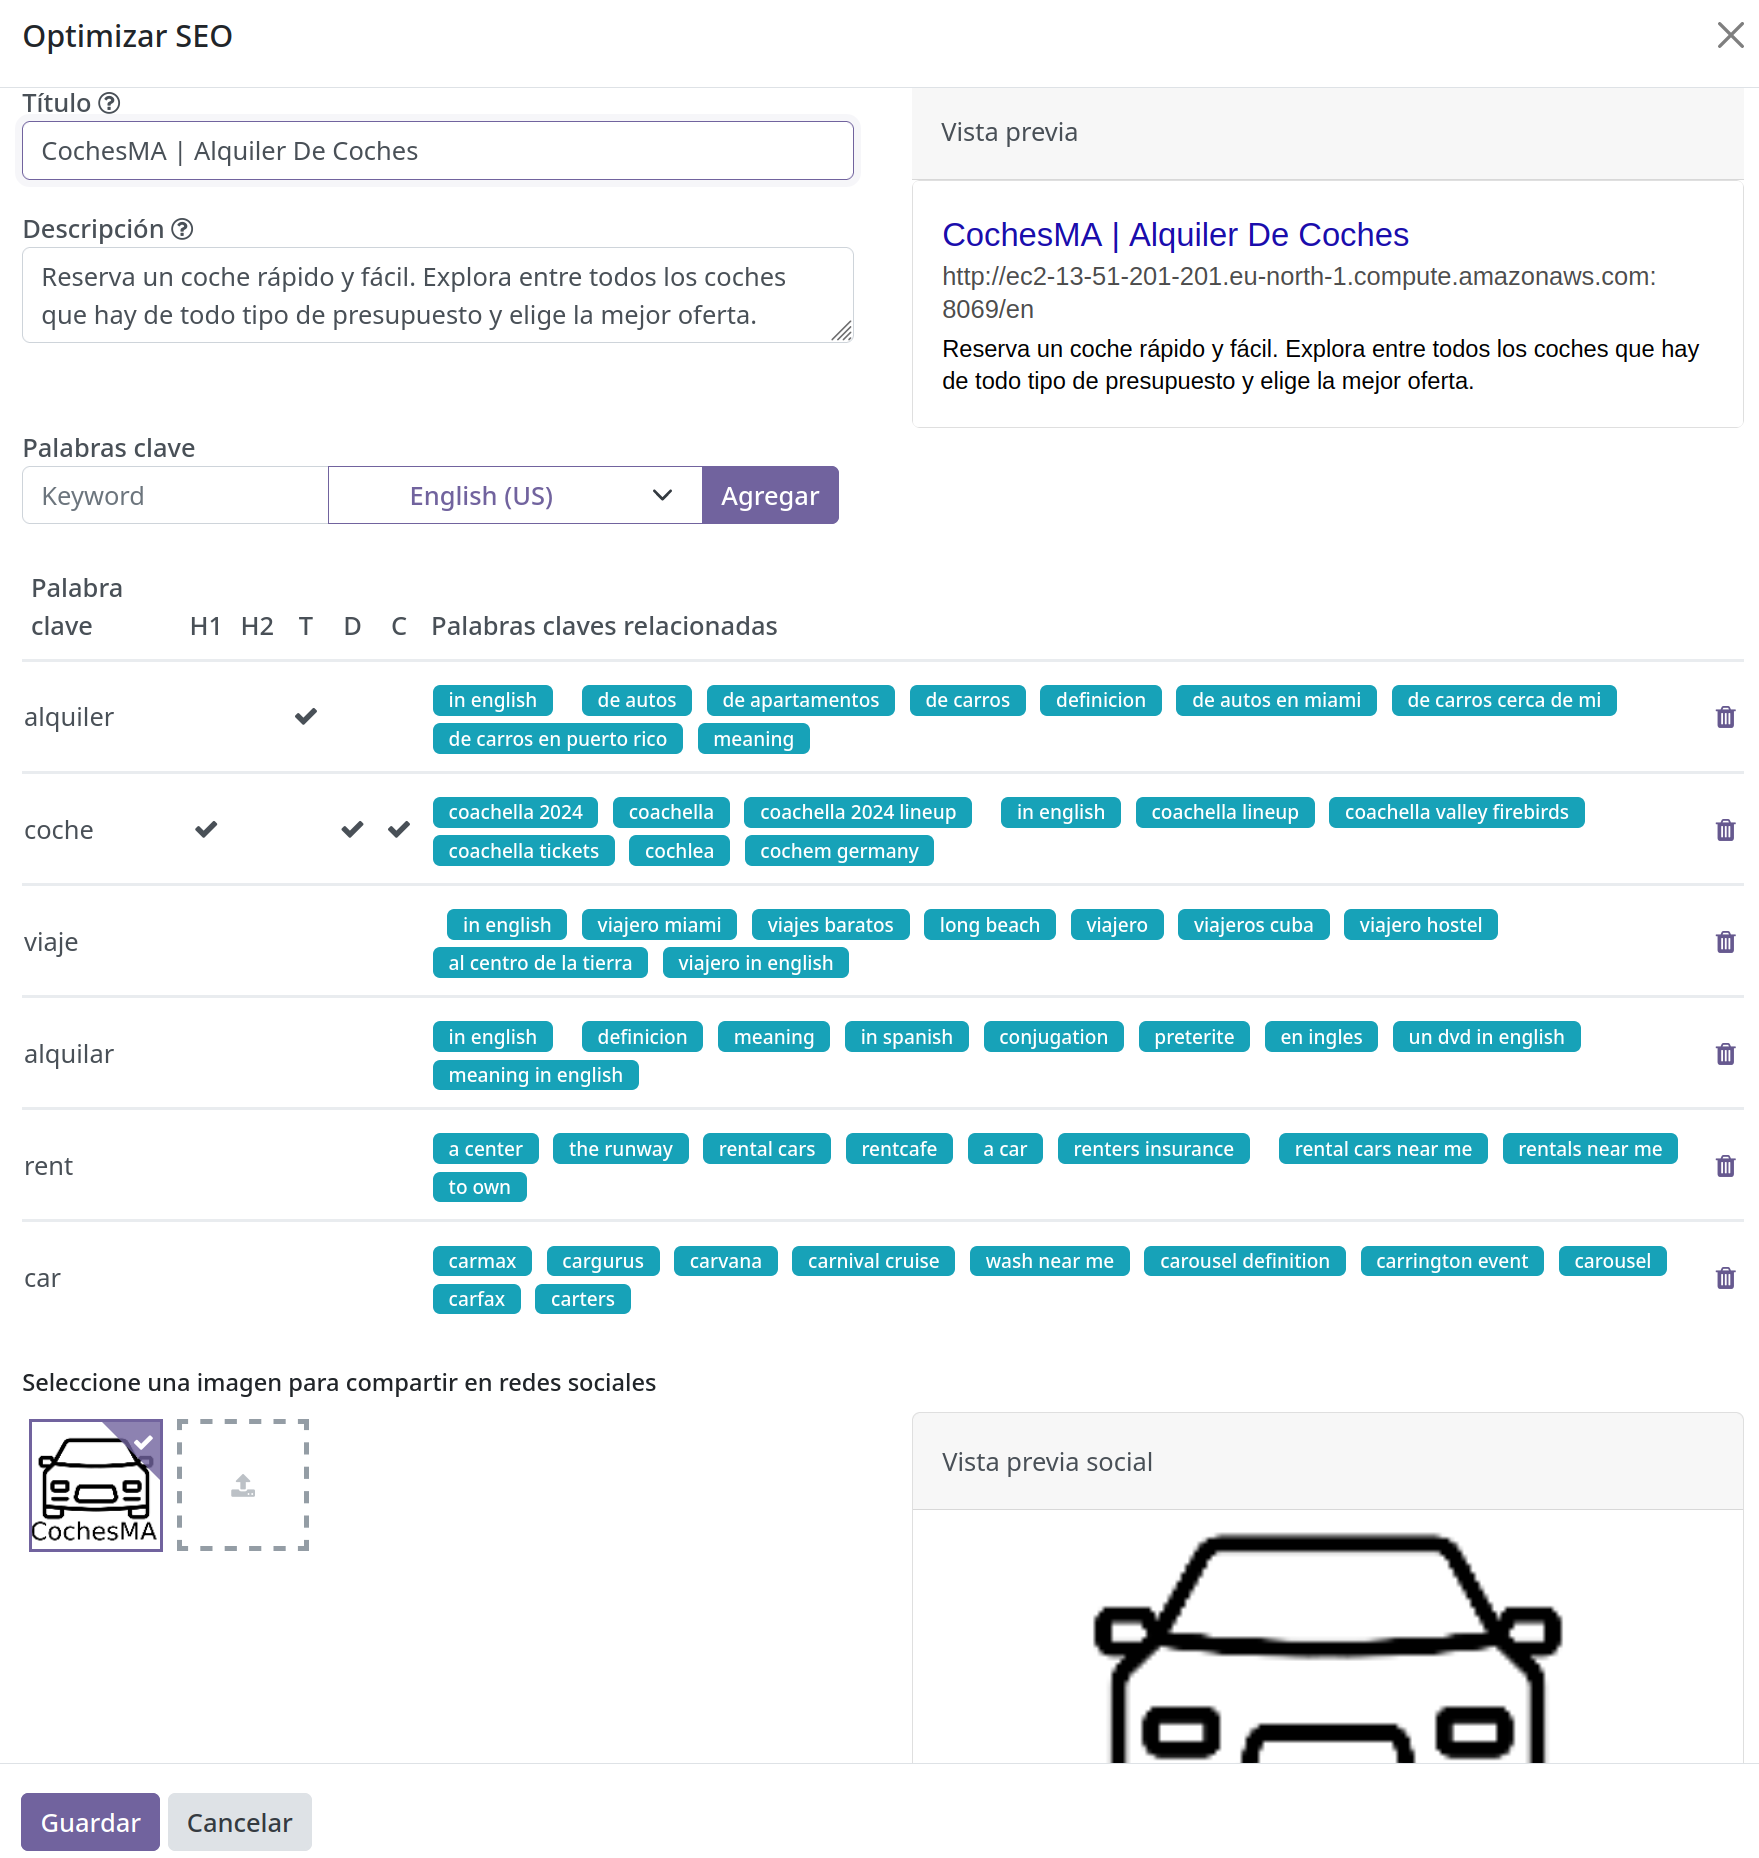 Optimizar SEO
Título
CochesMA | Alquiler De Coches
Descripción
Reserva un coche rápido y fácil. Explora entre todos los coches
que hay de todo tipo de presupuesto y elige la mejor oferta.
Vista previa
CochesMA | Alquiler De Coches
http://ec2-13-51-201-201.eu-north-1.compute.amazonaws.com:
8069/en
Reserva un coche rápido y fácil. Explora entre todos los coches que hay
de todo tipo de presupuesto y elige la mejor oferta.
Palabras clave
Keyword English (US) Agregar
Palabra
clave H1 H2 T D C Palabras claves relacionadas
alquiler in english de autos de apartamentos de carros definicion de autos en miami de carros cerca de mi
de carros en puerto rico meaning
coche coachella 2024 coachella coachella 2024 lineup in english coachella lineup coachella valley firebirds
coachella tickets cochlea cochem germany
viaje in english viajero miami viajes baratos long beach viajero viajeros cuba viajero hostel
al centro de la tierra viajero in english
alquilar in english definicion meaning in spanish conjugation preterite en ingles un dvd in english
meaning in english
rent a center the runway rental cars rentcafe a car renters insurance rental cars near me rentals near me
to own
car carmax cargurus carvana carnival cruise wash near me carousel definition carrington event carousel
carfax carters
Seleccione una imagen para compartir en redes sociales
CochesMA
Vista previa social
Guardar Cancelar